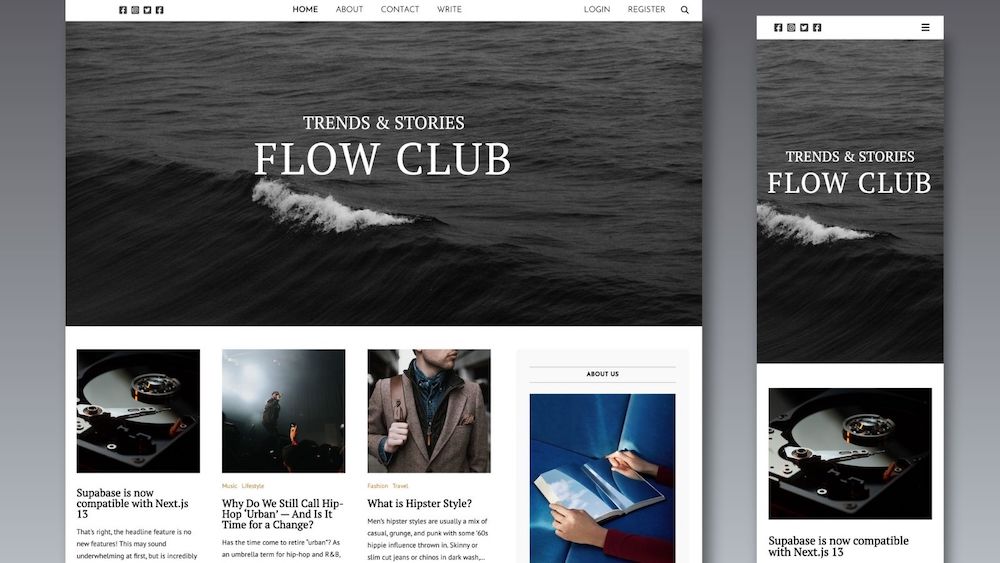 HOME ABOUT CONTACT WRITE LOGIN REGISTER
TRENDS & STORIES
FLOW CLUB
Supabase is now
compatible with Next.js
13
That's right, the headline feature is no
new features! This may sound
underwhelming at first, but is incredibly
Music Lifestyle
Why Do We Still Call Hip-
Hop 'Urban' — And Is It
Time for a Change?
Has the time come to retire "urban"? As
an umbrella term for hip-hop and R&B,
Fashion Travel
What is Hipster Style?
Men's hipster styles are usually a mix of
casual, grunge, and punk with some '60s
hippie influence thrown in. Skinny or
slim cut jeans or chinos in dark wash,...
ABOUT US
TRENDS & STORIES
FLOW CLUB
Supabase is now compatible
with Next.js 13